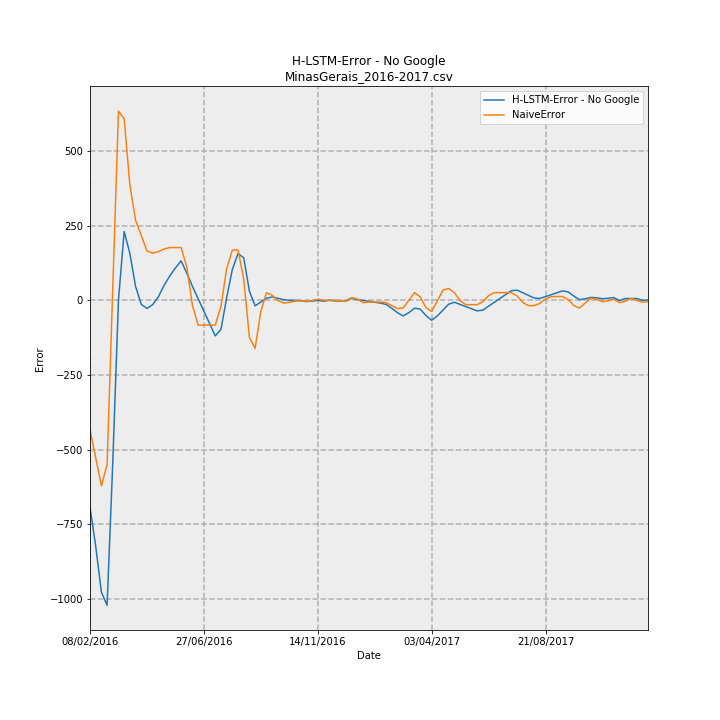 H-LSTM-Error - No Google
MinasGerais_2016-2017.csv
H-LSTM-Error - No Google
NaiveError
500
250
0
−250
−500
−750
−1000
Error
08/02/2016
27/06/2016
14/11/2016
03/04/2017
21/08/2017
Date